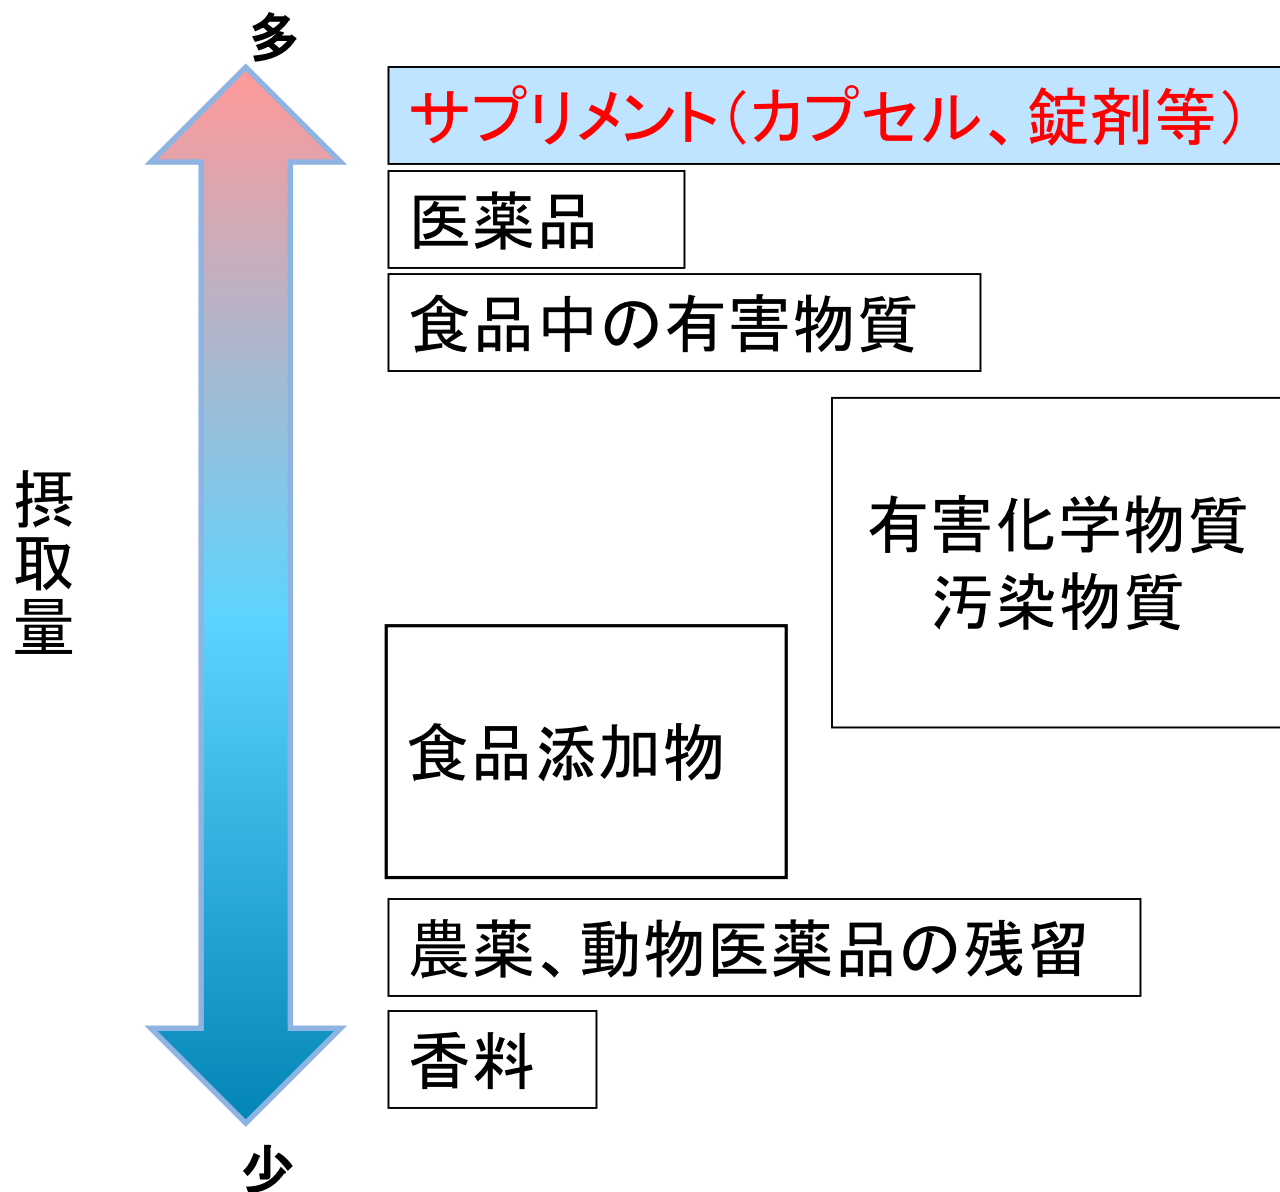 多
サプリメント（カプセル、錠剤等）
医薬品
食品中の有害物質
有害化学物質
汚染物質
摂取量
食品添加物
農薬、動物医薬品の残留
香料
少